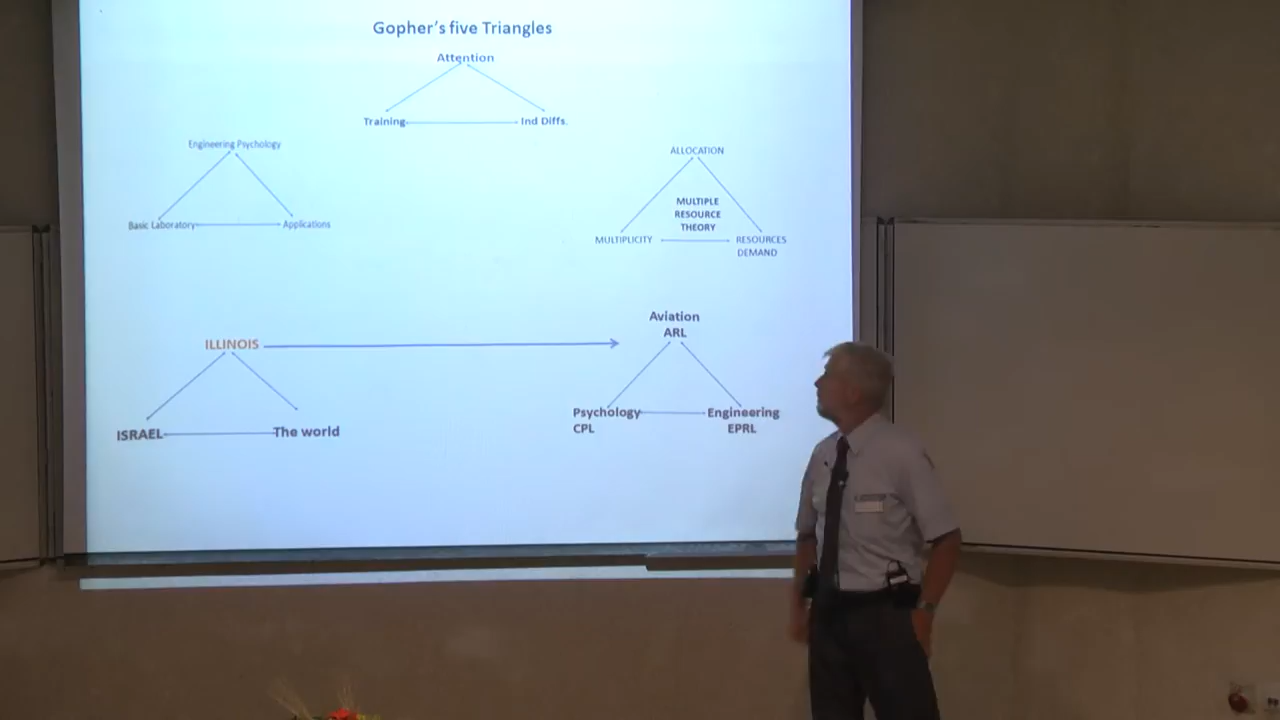 Gopher's five Triangles
Attention
Training
Ind Diffs.
Engineering Psychology
Basic Laboratory
Applications
ALLOCATION
MULTIPLE
RESOURCE
THEORY
MULTIPLICITY
RESOURCES
DEMAND
ILLINOIS
ISRAEL
The world
Aviation
ARL
Psychology
CPL
Engineering
EPRL